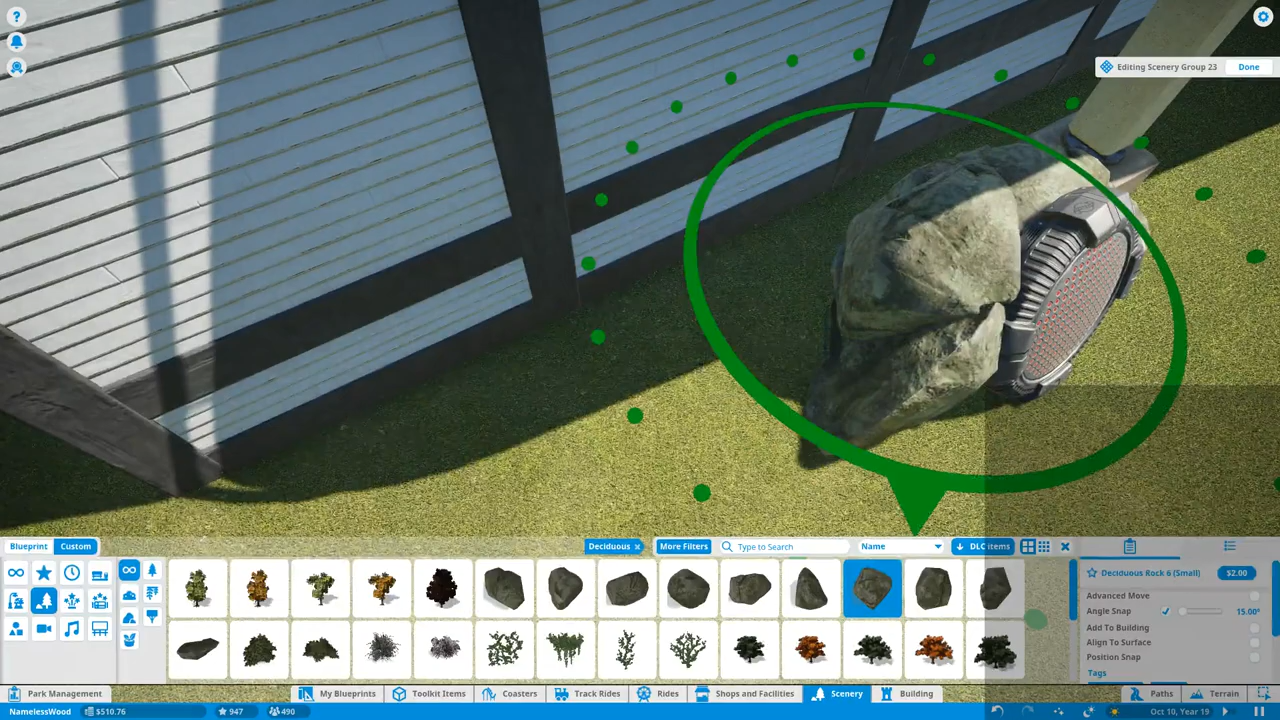 Editing Scenery Group 23
Done
Blueprint
Custom
Deciduous ×
More Filters
Type to Search
Name
DLC items
Deciduous Rock 6 (Small)
$2.00
Advanced Move
Angle Snap
15.00°
Add To Building
Align To Surface
Position Snap
Tags
Park Management
My Blueprints
Toolkit Items
Coasters
Track Rides
Rides
Shops and Facilities
Scenery
Building
Paths
Terrain
NamelessWood
$510.76
947
490
Oct 10, Year 19